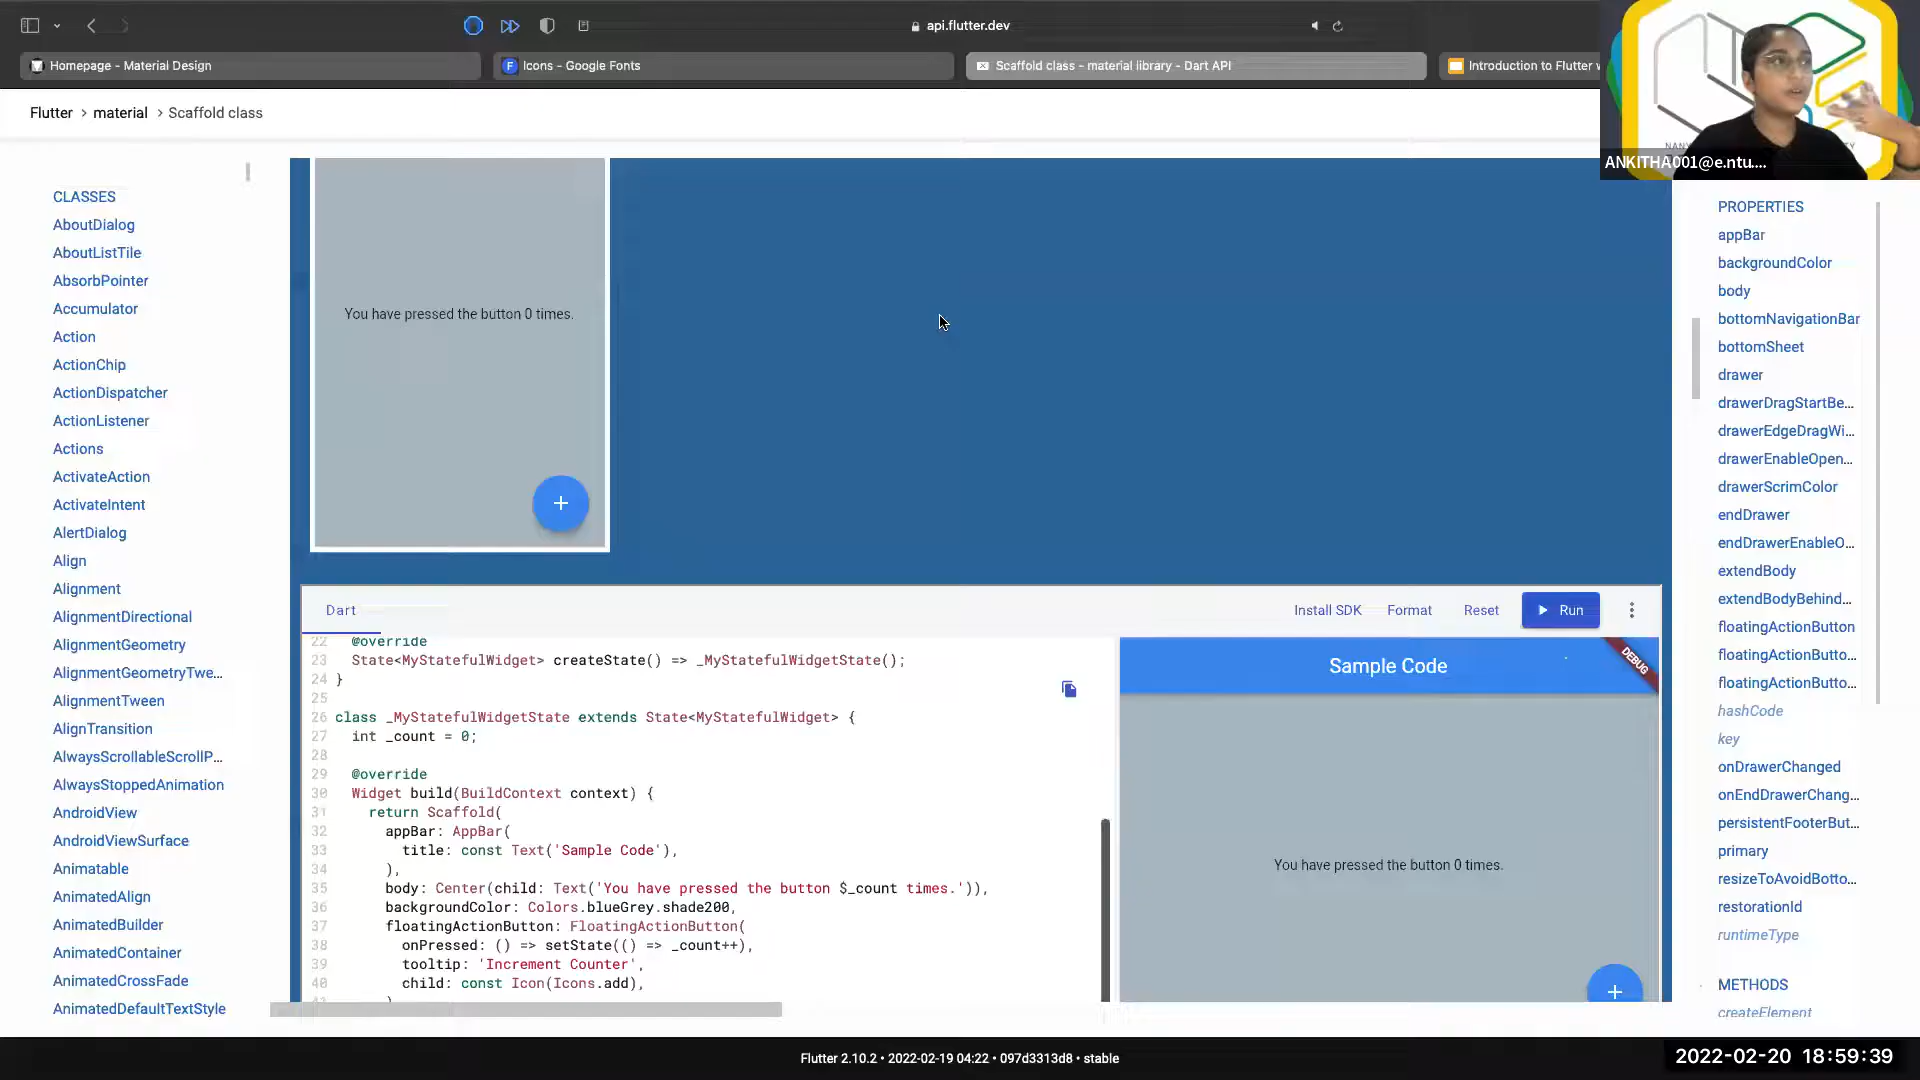 api.flutter.dev
Homepage - Material Design
Icons - Google Fonts
Scaffold class - material library - Dart API
Introduction to Flutter
Flutter > material > Scaffold class
ANKITHA001@e.ntu....
CLASSES
AboutDialog
AboutListTile
AbsorbPointer
Accumulator
Action
ActionChip
ActionDispatcher
ActionListener
Actions
ActivateAction
ActivateIntent
AlertDialog
Align
Alignment
AlignmentDirectional
AlignmentGeometry
AlignmentGeometryTwe...
AlignmentTween
AlignTransition
AlwaysScrollableScrollP...
AlwaysStoppedAnimation
AndroidView
AndroidViewSurface
Animatable
AnimatedAlign
AnimatedBuilder
AnimatedContainer
AnimatedCrossFade
AnimatedDefaultTextStyle
You have pressed the button 0 times.
Dart
Install SDK
Format
Reset
Run
22 @override
23 State<MyStatefulWidget> createState() => _MyStatefulWidgetState();
24 }
25
26 class _MyStatefulWidgetState extends State<MyStatefulWidget> {
27 int _count = 0;
28
29 @override
30 Widget build(BuildContext context) {
31 return Scaffold(
32 appBar: AppBar(
33 title: const Text('Sample Code'),
34 ),
35 body: Center(child: Text('You have pressed the button $_count times.')),
36 backgroundColor: Colors.blueGrey.shade200,
37 floatingActionButton: FloatingActionButton(
38 onPressed: () => setState(() => _count++),
39 tooltip: 'Increment Counter',
40 child: const Icon(Icons.add),
Sample Code
DEBUG
You have pressed the button 0 times.
PROPERTIES
appBar
backgroundColor
body
bottomNavigationBar
bottomSheet
drawer
drawerDragStartBe...
drawerEdgeDragWi...
drawerEnableOpen...
drawerScrimColor
endDrawer
endDrawerEnableO...
extendBody
extendBodyBehind...
floatingActionButton
floatingActionButto...
floatingActionButto...
hashCode
key
onDrawerChanged
onEndDrawerChang...
persistentFooterBut...
primary
resizeToAvoidBotto...
restorationId
runtimeType
METHODS
createElement
Flutter 2.10.2 • 2022-02-19 04:22 • 097d3313d8 • stable
2022-02-20 18:59:39